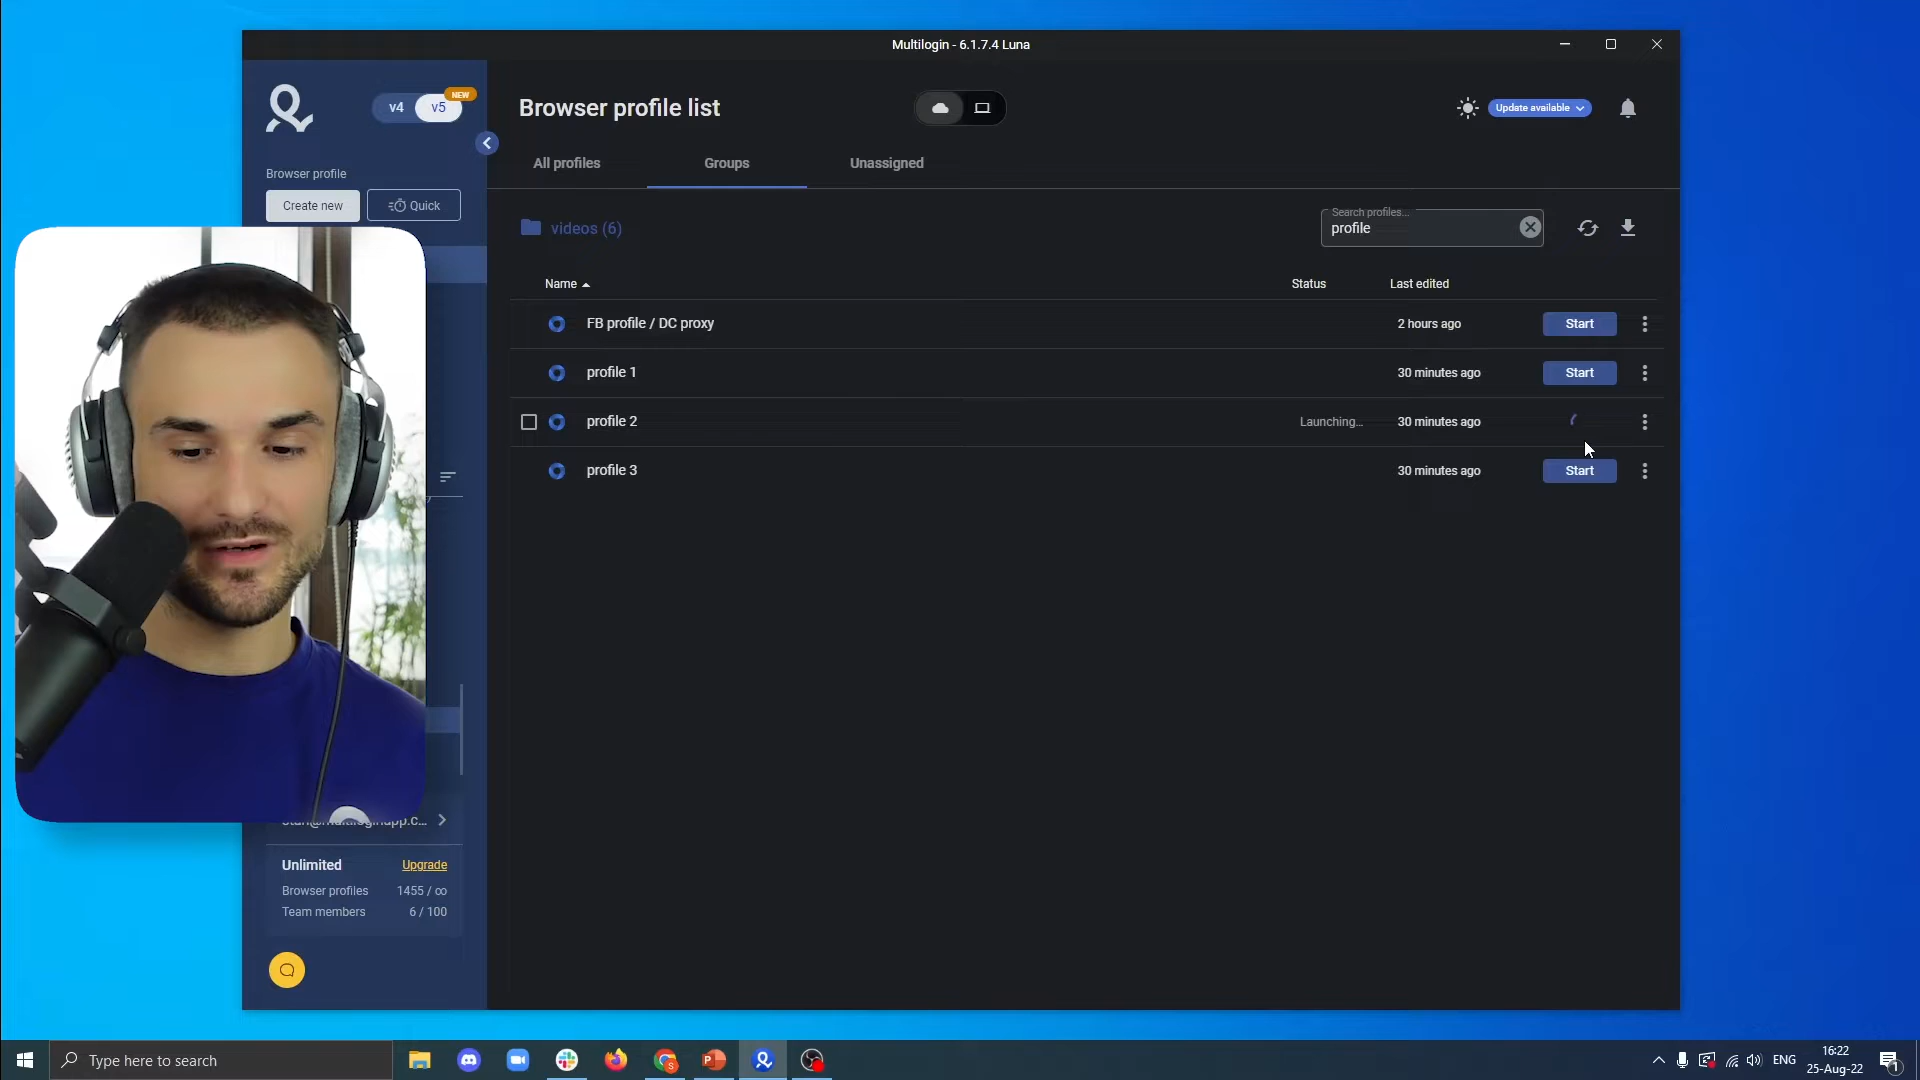 Multilogin - 6.1.7.4 Luna
v4
v5
NEW
Browser profile list
Update available
Browser profile
Create new
Quick
All profiles
Groups
Unassigned
videos (6)
Search profiles...
profile
Name
Status
Last edited
FB profile / DC proxy
2 hours ago
Start
profile 1
30 minutes ago
Start
profile 2
Launching...
30 minutes ago
profile 3
30 minutes ago
Start
Unlimited
Upgrade
Browser profiles
1455 / ∞
Team members
6 / 100
Type here to search
ENG
16:22
25-Aug-22
1